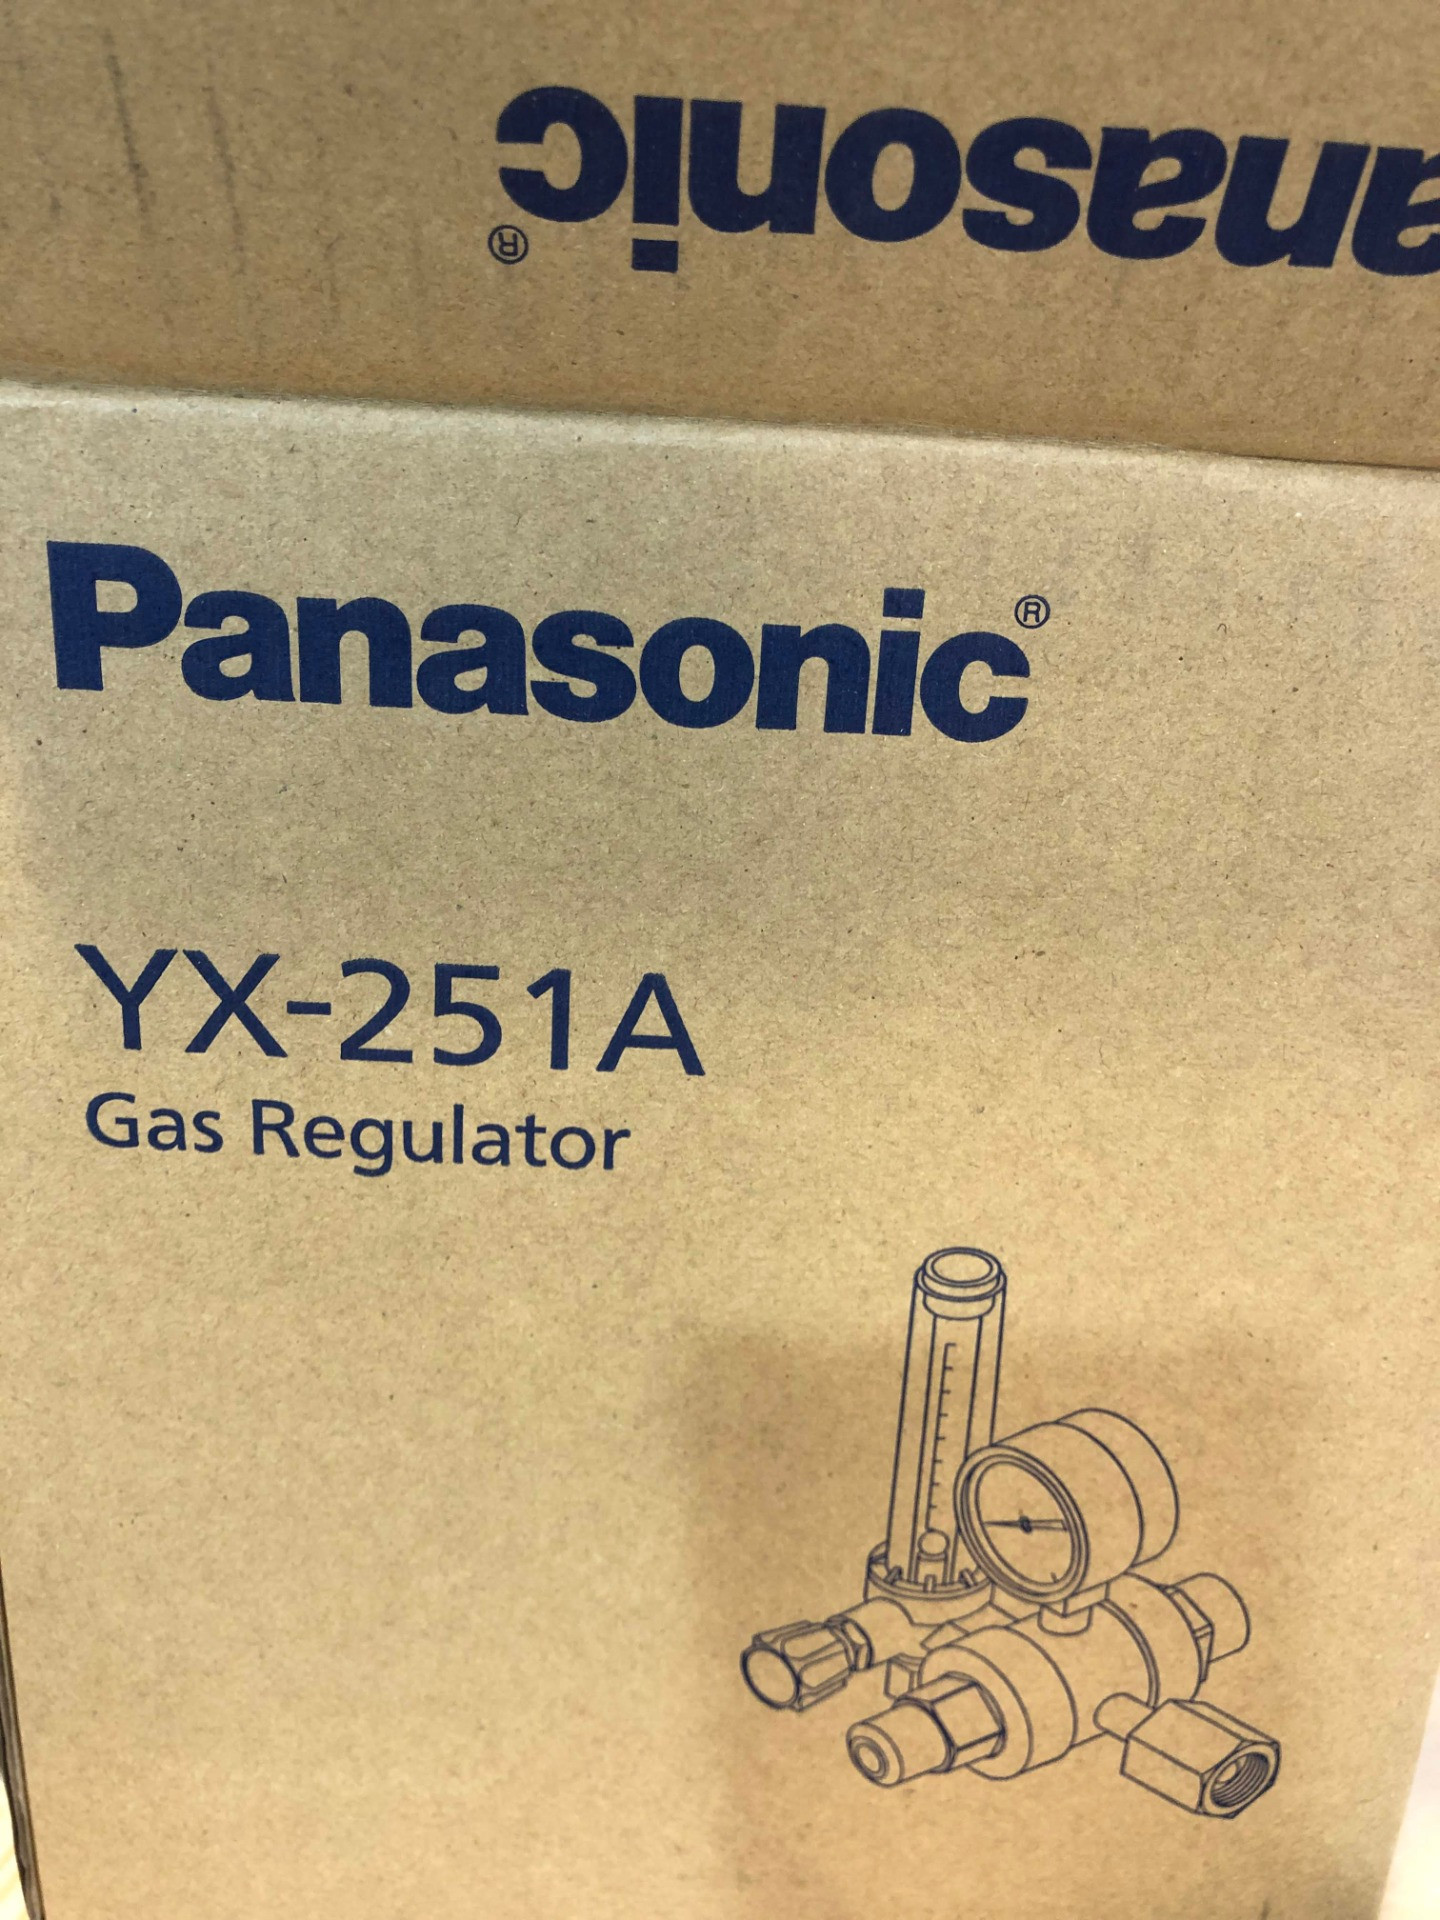 Panasonic®
Panasonic®
YX-251A
Gas Regulator